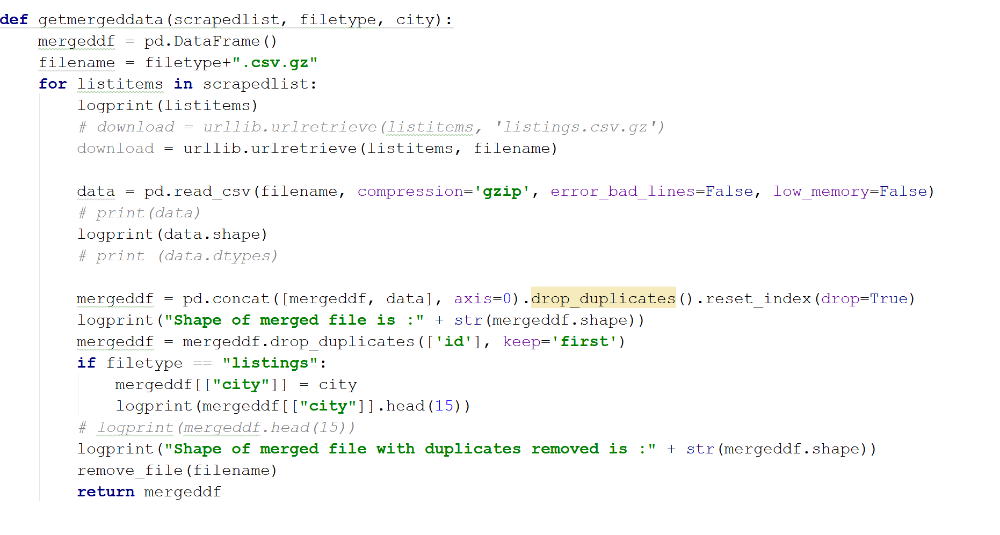 def getmergeddata(scrapedlist, filetype, city):
    mergeddf = pd.DataFrame()
    filename = filetype+".csv.gz"
    for listitems in scrapedlist:
        logprint(listitems)
        # download = urllib.urlretrieve(listitems, 'listings.csv.gz')
        download = urllib.urlretrieve(listitems, filename)

        data = pd.read_csv(filename, compression='gzip', error_bad_lines=False, low_memory=False)
        # print(data)
        logprint(data.shape)
        # print (data.dtypes)

        mergeddf = pd.concat([mergeddf, data], axis=0).drop_duplicates().reset_index(drop=True)
        logprint("Shape of merged file is :" + str(mergeddf.shape))
        mergeddf = mergeddf.drop_duplicates(['id'], keep='first')
        if filetype == "listings":
            mergeddf[["city"]] = city
            logprint(mergeddf[["city"]].head(15))
        # logprint(mergeddf.head(15))
        logprint("Shape of merged file with duplicates removed is :" + str(mergeddf.shape))
        remove_file(filename)
        return mergeddf